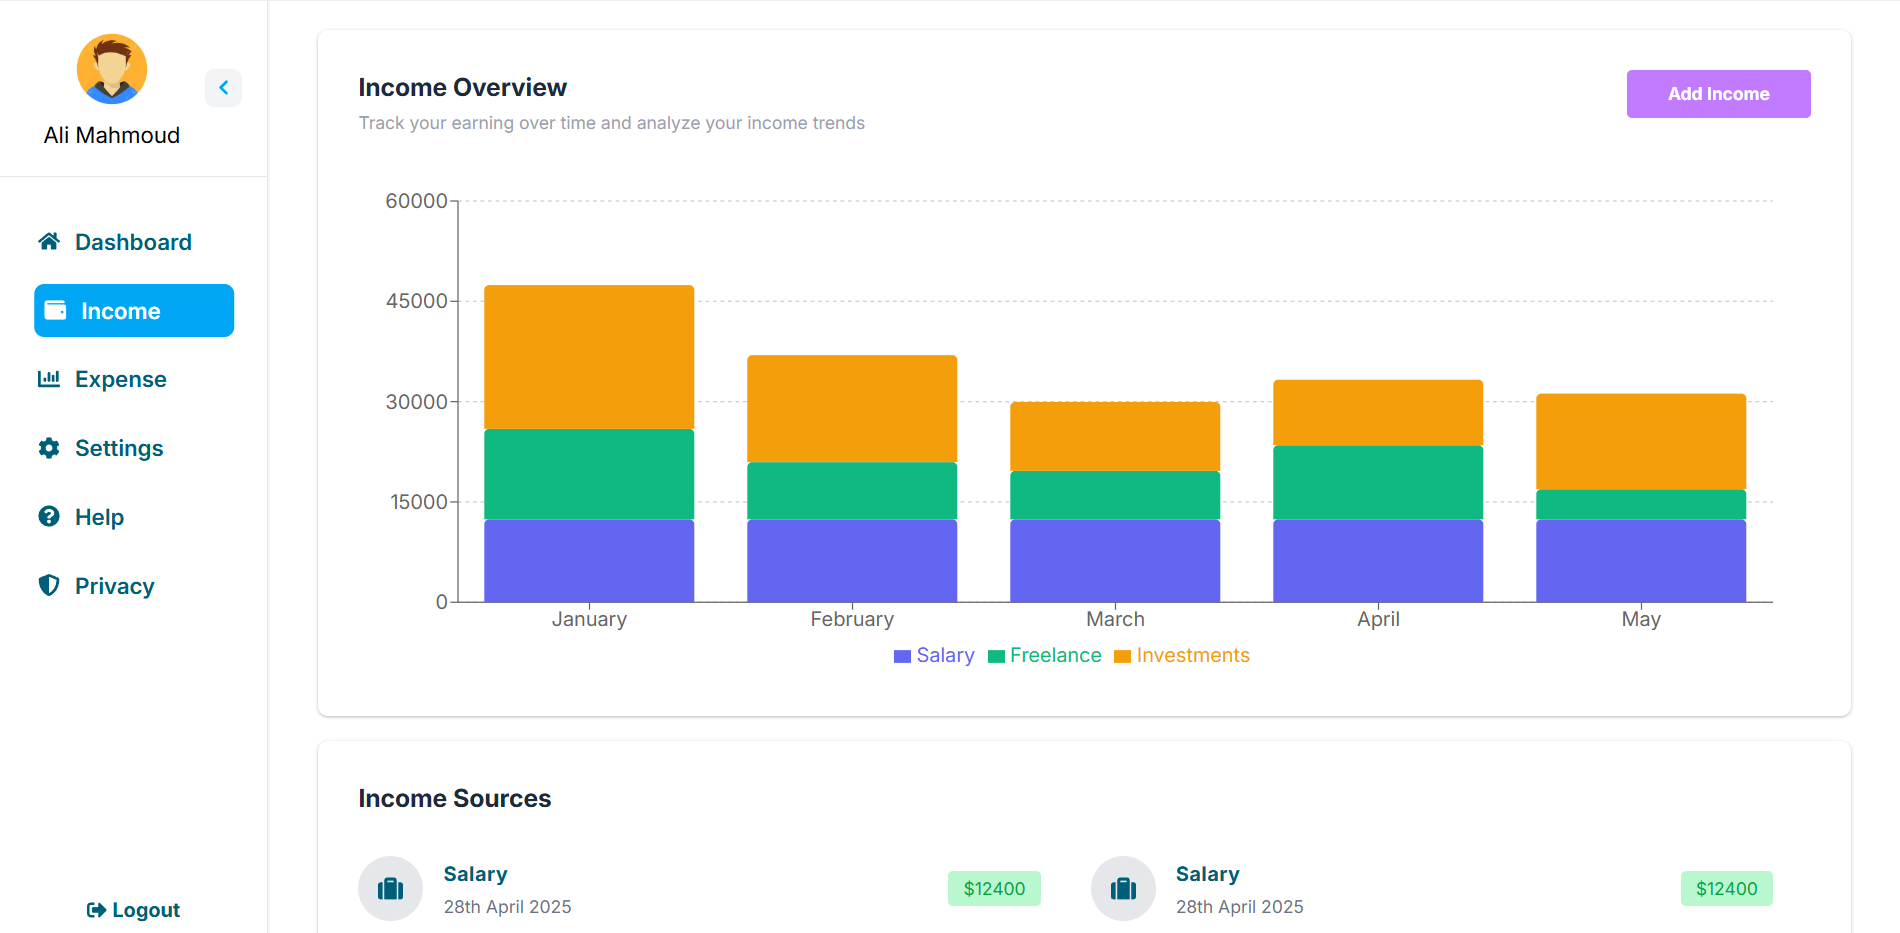 Ali Mahmoud
Dashboard
Income
Expense
Settings
Help
Privacy
Logout
Income Overview
Track your earning over time and analyze your income trends
Add Income
60000
45000
30000
15000
0
January February March April May
Salary Freelance Investments
Income Sources
Salary
28th April 2025
$12400
Salary
28th April 2025
$12400